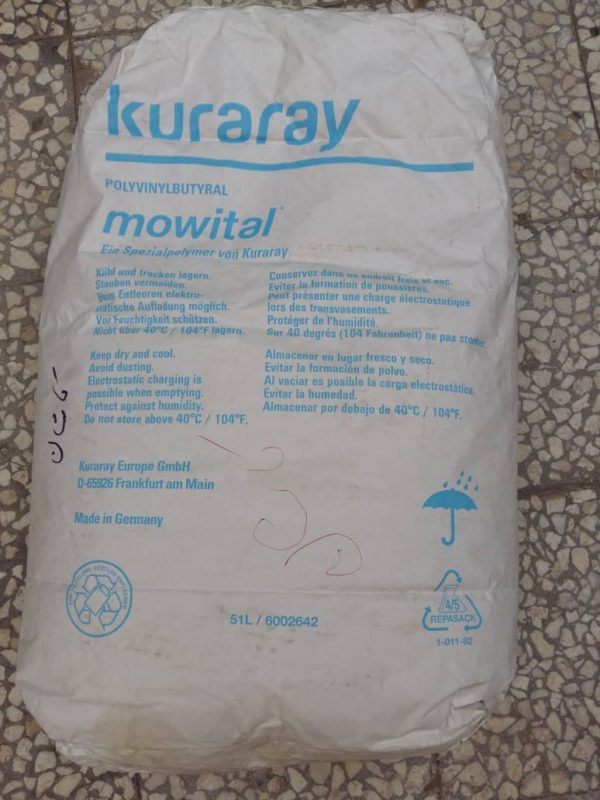 kuraray
POLYVINYLBUTYRAL
mowital®
Ein Spezialpolymer von Kuraray
Kühl und trocken lagern.
Stauben vermeiden.
Beim Entleeren elektro-
statische Aufladung möglich.
Vor Feuchtigkeit schützen.
Nicht über 40°C / 104°F lagern.
Conservez dans un endroit frais et sec.
Eviter la formation de poussières.
Peut présenter une charge électrostatique
lors des transvasements.
Protéger de l'humidité.
Sur 40 degrés (104 Fahrenheit) ne pas
Keep dry and cool.
Avoid dusting.
Electrostatic charging is
possible when emptying.
Protect against humidity.
Do not store above 40°C / 104°F.
Almacenar en lugar fresco y seco.
Evitar la formación de polvo.
Al vaciar es posible la carga electrostática.
Evitar la humedad.
Almacenar por debajo de 40°C / 104°F.
Kuraray Europe GmbH
D-65926 Frankfurt am Main
Made in Germany
51L / 6002642
4/5
REPASACK
1-011-92